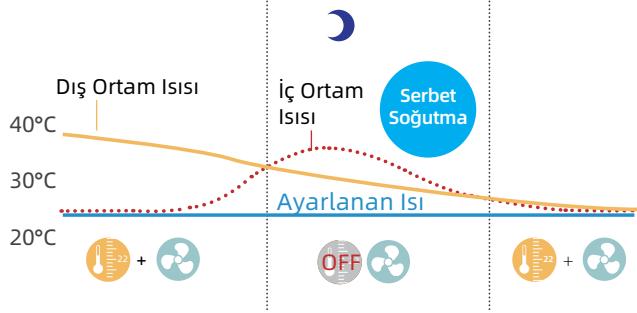 Dış Ortam Isısı
İç Ortam
Isısı
Serbet
Soğutma
40°C
30°C
20°C
Ayarlanan Isı
-22 +
OFF
-22 +